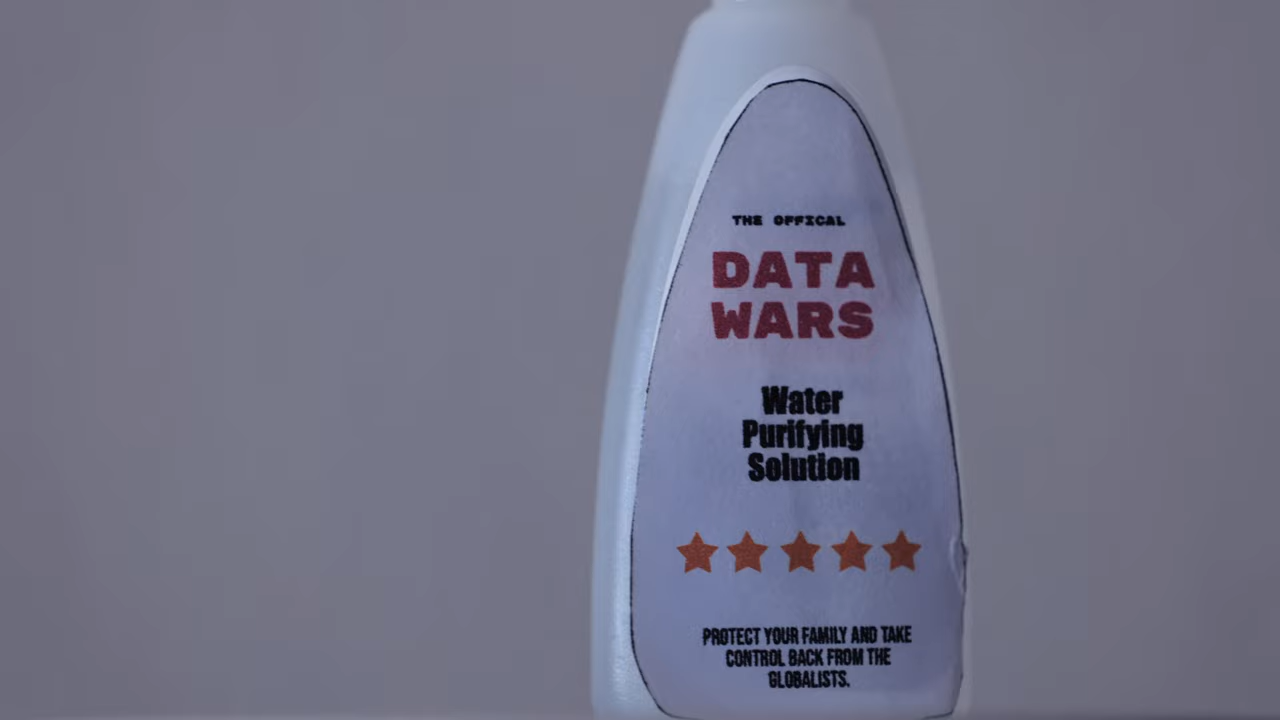 THE OFFICAL
DATA
WARS
Water
Purifying
Solution
PROTECT YOUR FAMILY AND TAKE
CONTROL BACK FROM THE
GLOBALISTS.